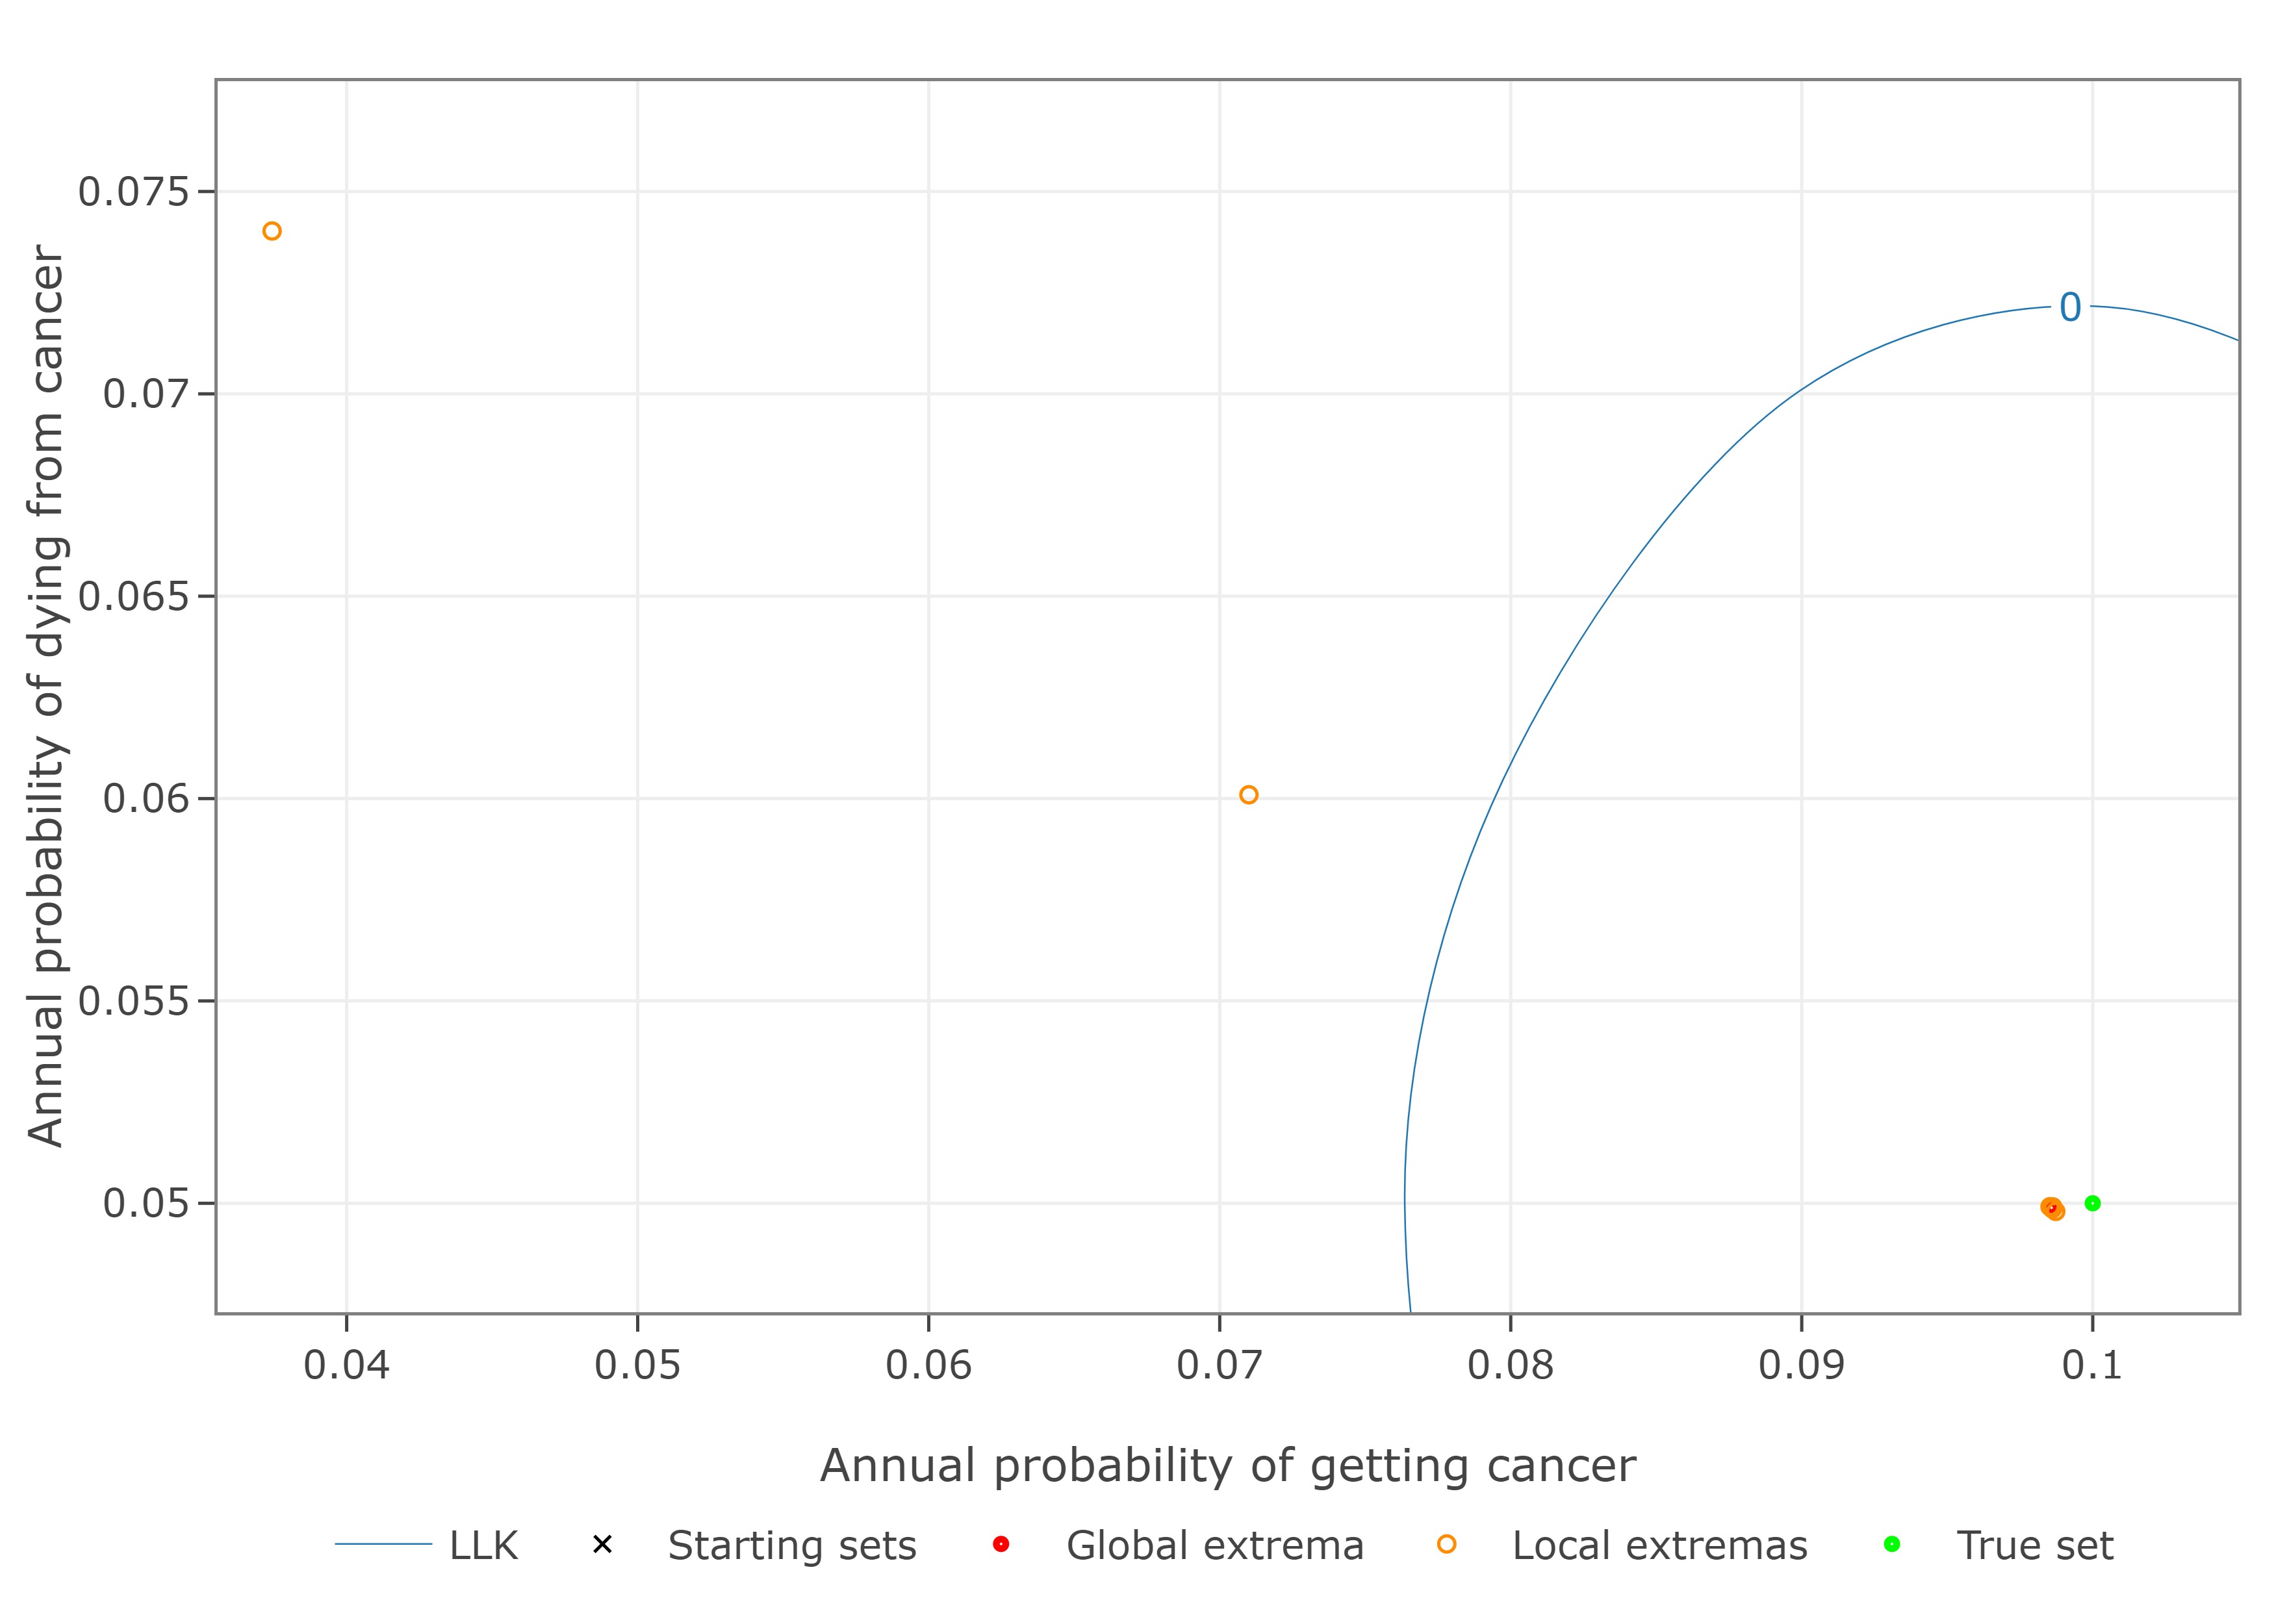 Annual probability of dying from cancer
0.075
0.07
0.065
0.06
0.055
0.05
0
0.04 0.05 0.06 0.07 0.08 0.09 0.1
Annual probability of getting cancer
LLK Starting sets Global extrema Local extremas True set